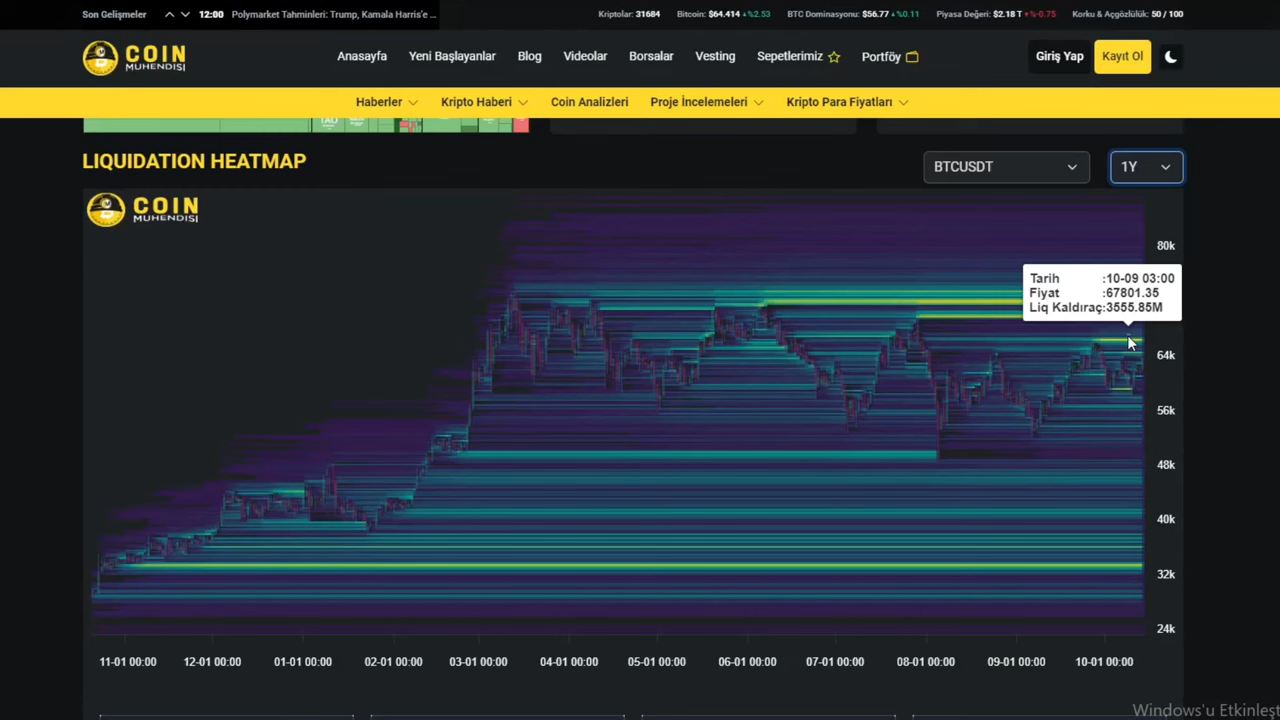 Son Gelişmeler 12:00 Polymarket Tahminleri: Trump, Kamala Harris'e ... Kriptolar: 31684 Bitcoin: $64.414 ▲%2.53 BTC Dominasyonu: $56.77 ▲%0.11 Piyasa Değeri: $2.18 T ▼%-0.75 Korku & Açgözlülük: 50 / 100
COIN
MUHENDISI
Anasayfa Yeni Başlayanlar Blog Videolar Borsalar Vesting Sepetlerimiz Portföy Giriş Yap Kayıt Ol
Haberler Kripto Haberi Coin Analizleri Proje İncelemeleri Kripto Para Fiyatları
LIQUIDATION HEATMAP BTCUSDT 1Y
COIN
MUHENDISI
80k
Tarih :10-09 03:00
Fiyat :67801.35
Liq Kaldıraç:3555.85M
64k
56k
48k
40k
32k
24k
11-01 00:00 12-01 00:00 01-01 00:00 02-01 00:00 03-01 00:00 04-01 00:00 05-01 00:00 06-01 00:00 07-01 00:00 08-01 00:00 09-01 00:00 10-01 00:00
Windows'u Etkinleşt